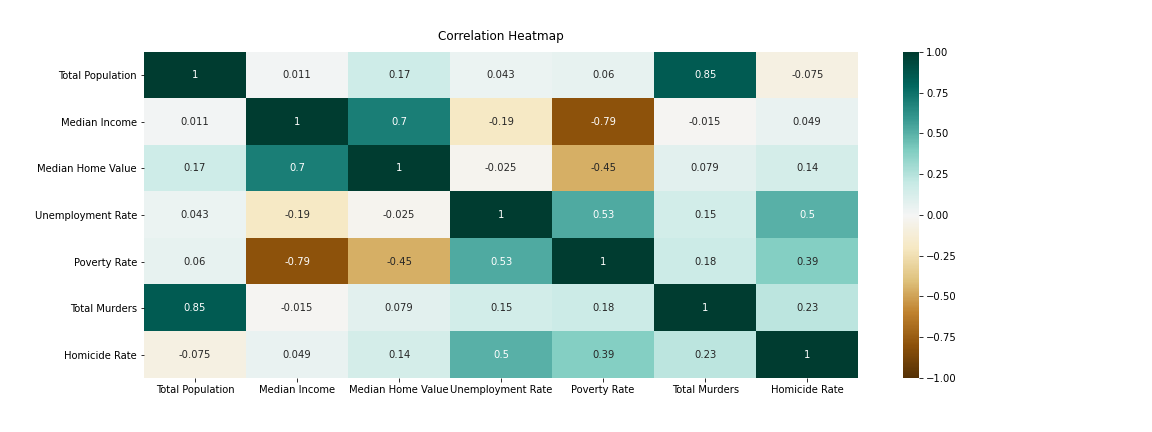 Correlation Heatmap
Total Population 1 0.011 0.17 0.043 0.06 0.85 -0.075
Median Income 0.011 1 0.7 -0.19 -0.79 -0.015 0.049
Median Home Value 0.17 0.7 1 -0.025 -0.45 0.079 0.14
Unemployment Rate 0.043 -0.19 -0.025 1 0.53 0.15 0.5
Poverty Rate 0.06 -0.79 -0.45 0.53 1 0.18 0.39
Total Murders 0.85 -0.015 0.079 0.15 0.18 1 0.23
Homicide Rate -0.075 0.049 0.14 0.5 0.39 0.23 1
Total Population Median Income Median Home Value Unemployment Rate Poverty Rate Total Murders Homicide Rate
1.00
0.75
0.50
0.25
0.00
−0.25
−0.50
−0.75
−1.00